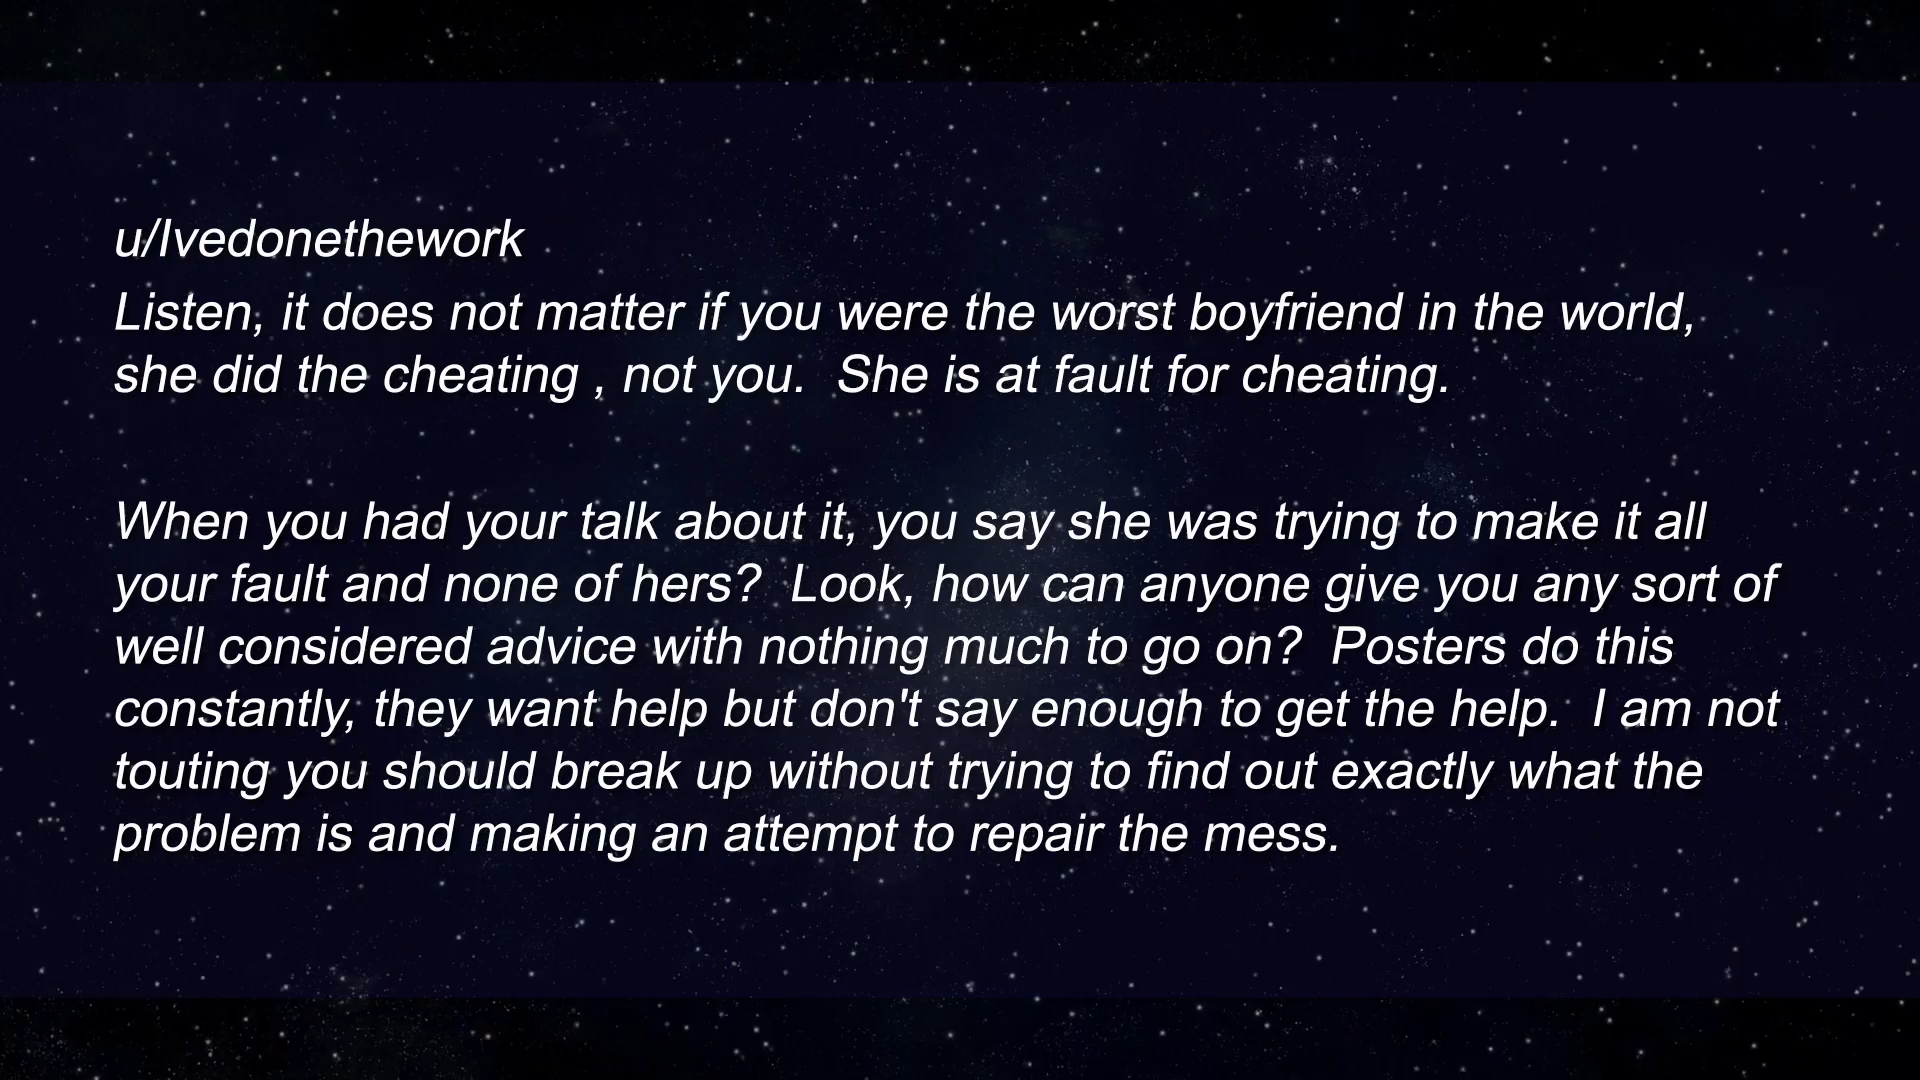 u/Ivedonethework
Listen, it does not matter if you were the worst boyfriend in the world,
she did the cheating , not you.  She is at fault for cheating.
When you had your talk about it, you say she was trying to make it all
your fault and none of hers?  Look, how can anyone give you any sort of
well considered advice with nothing much to go on?  Posters do this
constantly, they want help but don't say enough to get the help.  I am not
touting you should break up without trying to find out exactly what the
problem is and making an attempt to repair the mess.